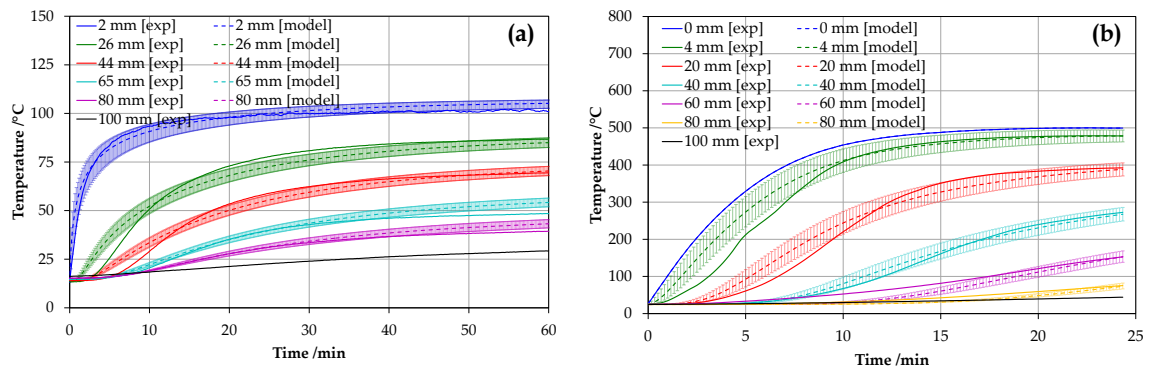 (a)
2 mm [exp] 2 mm [model]
26 mm [exp] 26 mm [model]
44 mm [exp] 44 mm [model]
65 mm [exp] 65 mm [model]
80 mm [exp] 80 mm [model]
100 mm [exp]
Temperature /°C
150
125
100
75
50
25
0
0 10 20 30 40 50 60
Time /min
(b)
0 mm [exp] 0 mm [model]
4 mm [exp] 4 mm [model]
20 mm [exp] 20 mm [model]
40 mm [exp] 40 mm [model]
60 mm [exp] 60 mm [model]
80 mm [exp] 80 mm [model]
100 mm [exp]
Temperature /°C
800
700
600
500
400
300
200
100
0
0 5 10 15 20 25
Time /min